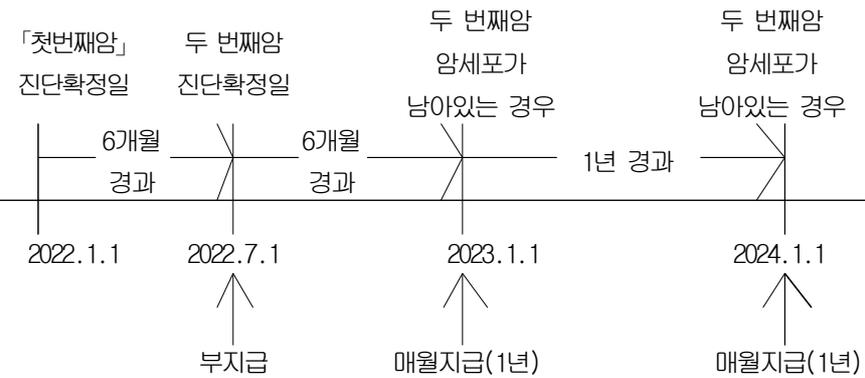 「첫번째암」
진단확정일
두 번째암
진단확정일
두 번째암
암세포가
남아있는 경우
두 번째암
암세포가
남아있는 경우
6개월
경과
6개월
경과
1년 경과
2022.1.1
2022.7.1
2023.1.1
2024.1.1
부지급
매월지급(1년)
매월지급(1년)